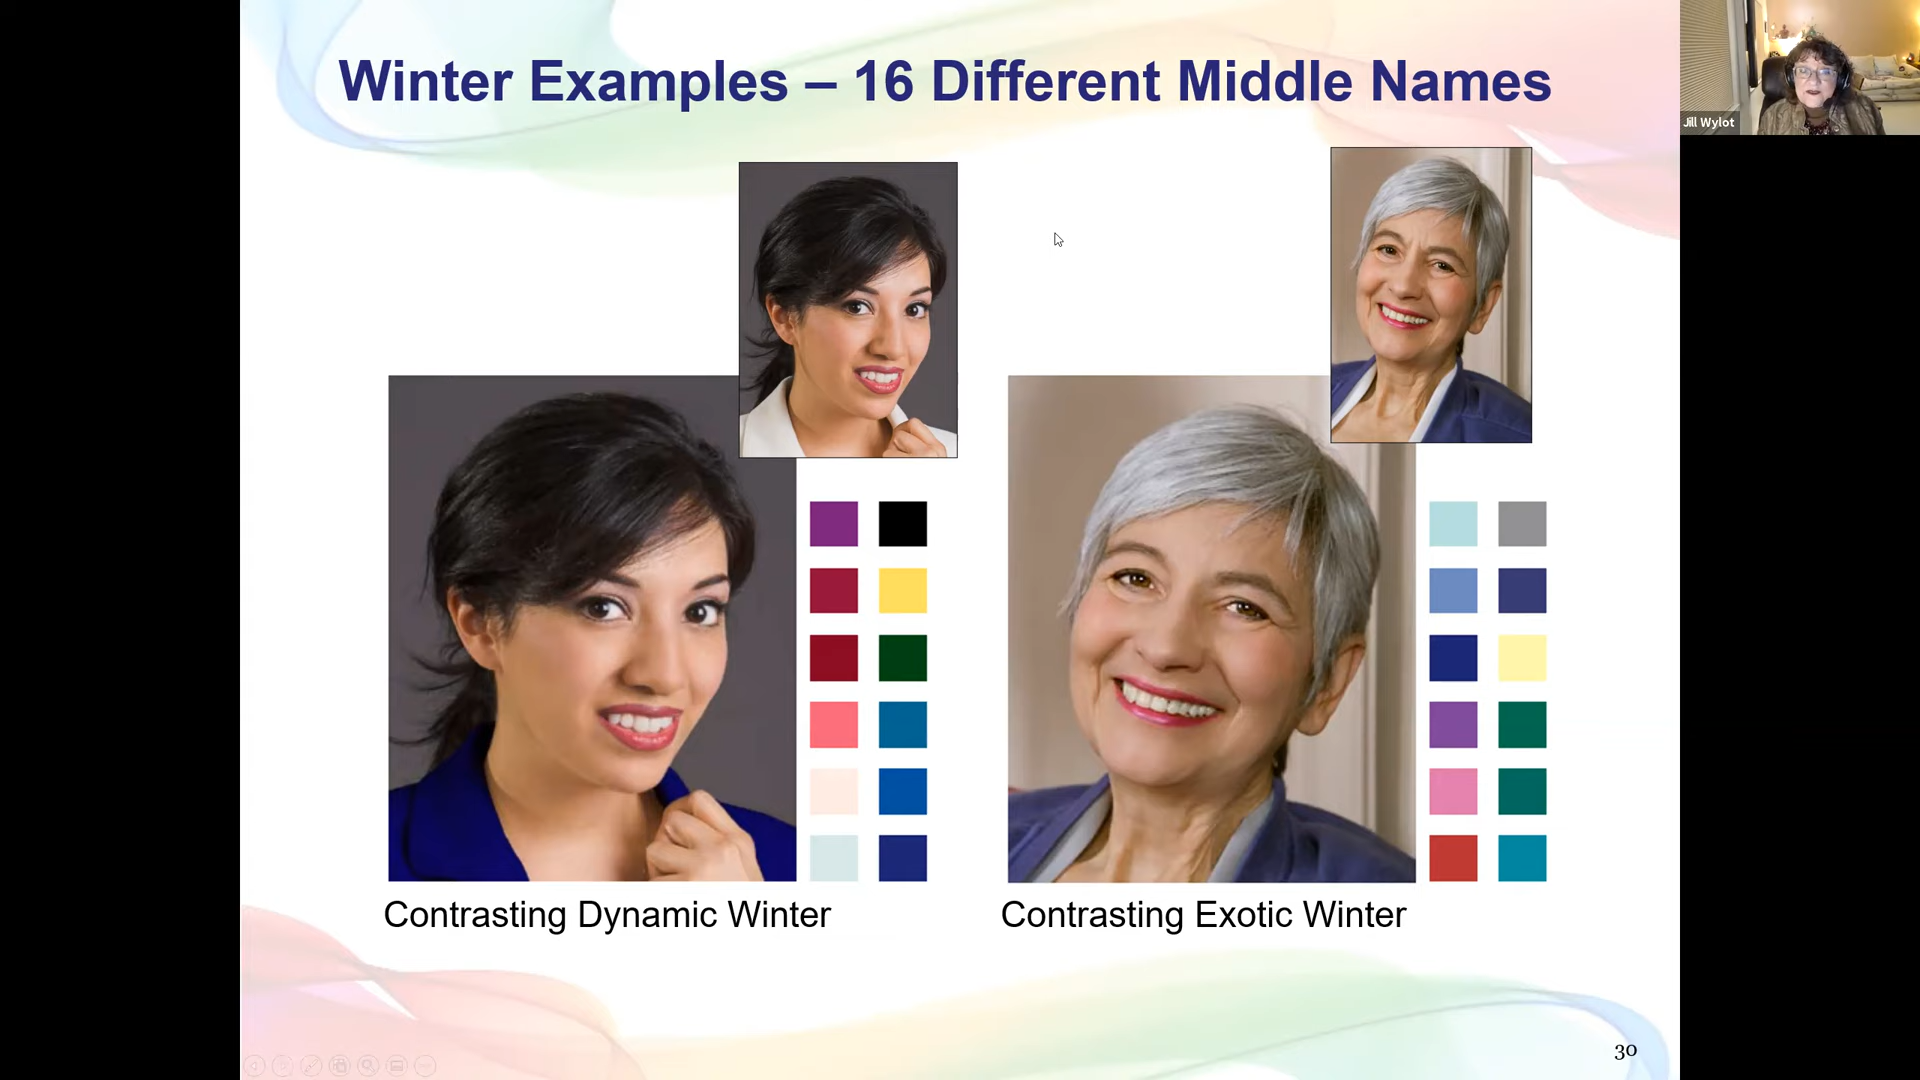 Winter Examples – 16 Different Middle Names
Jill Wylot
Contrasting Dynamic Winter
Contrasting Exotic Winter
30